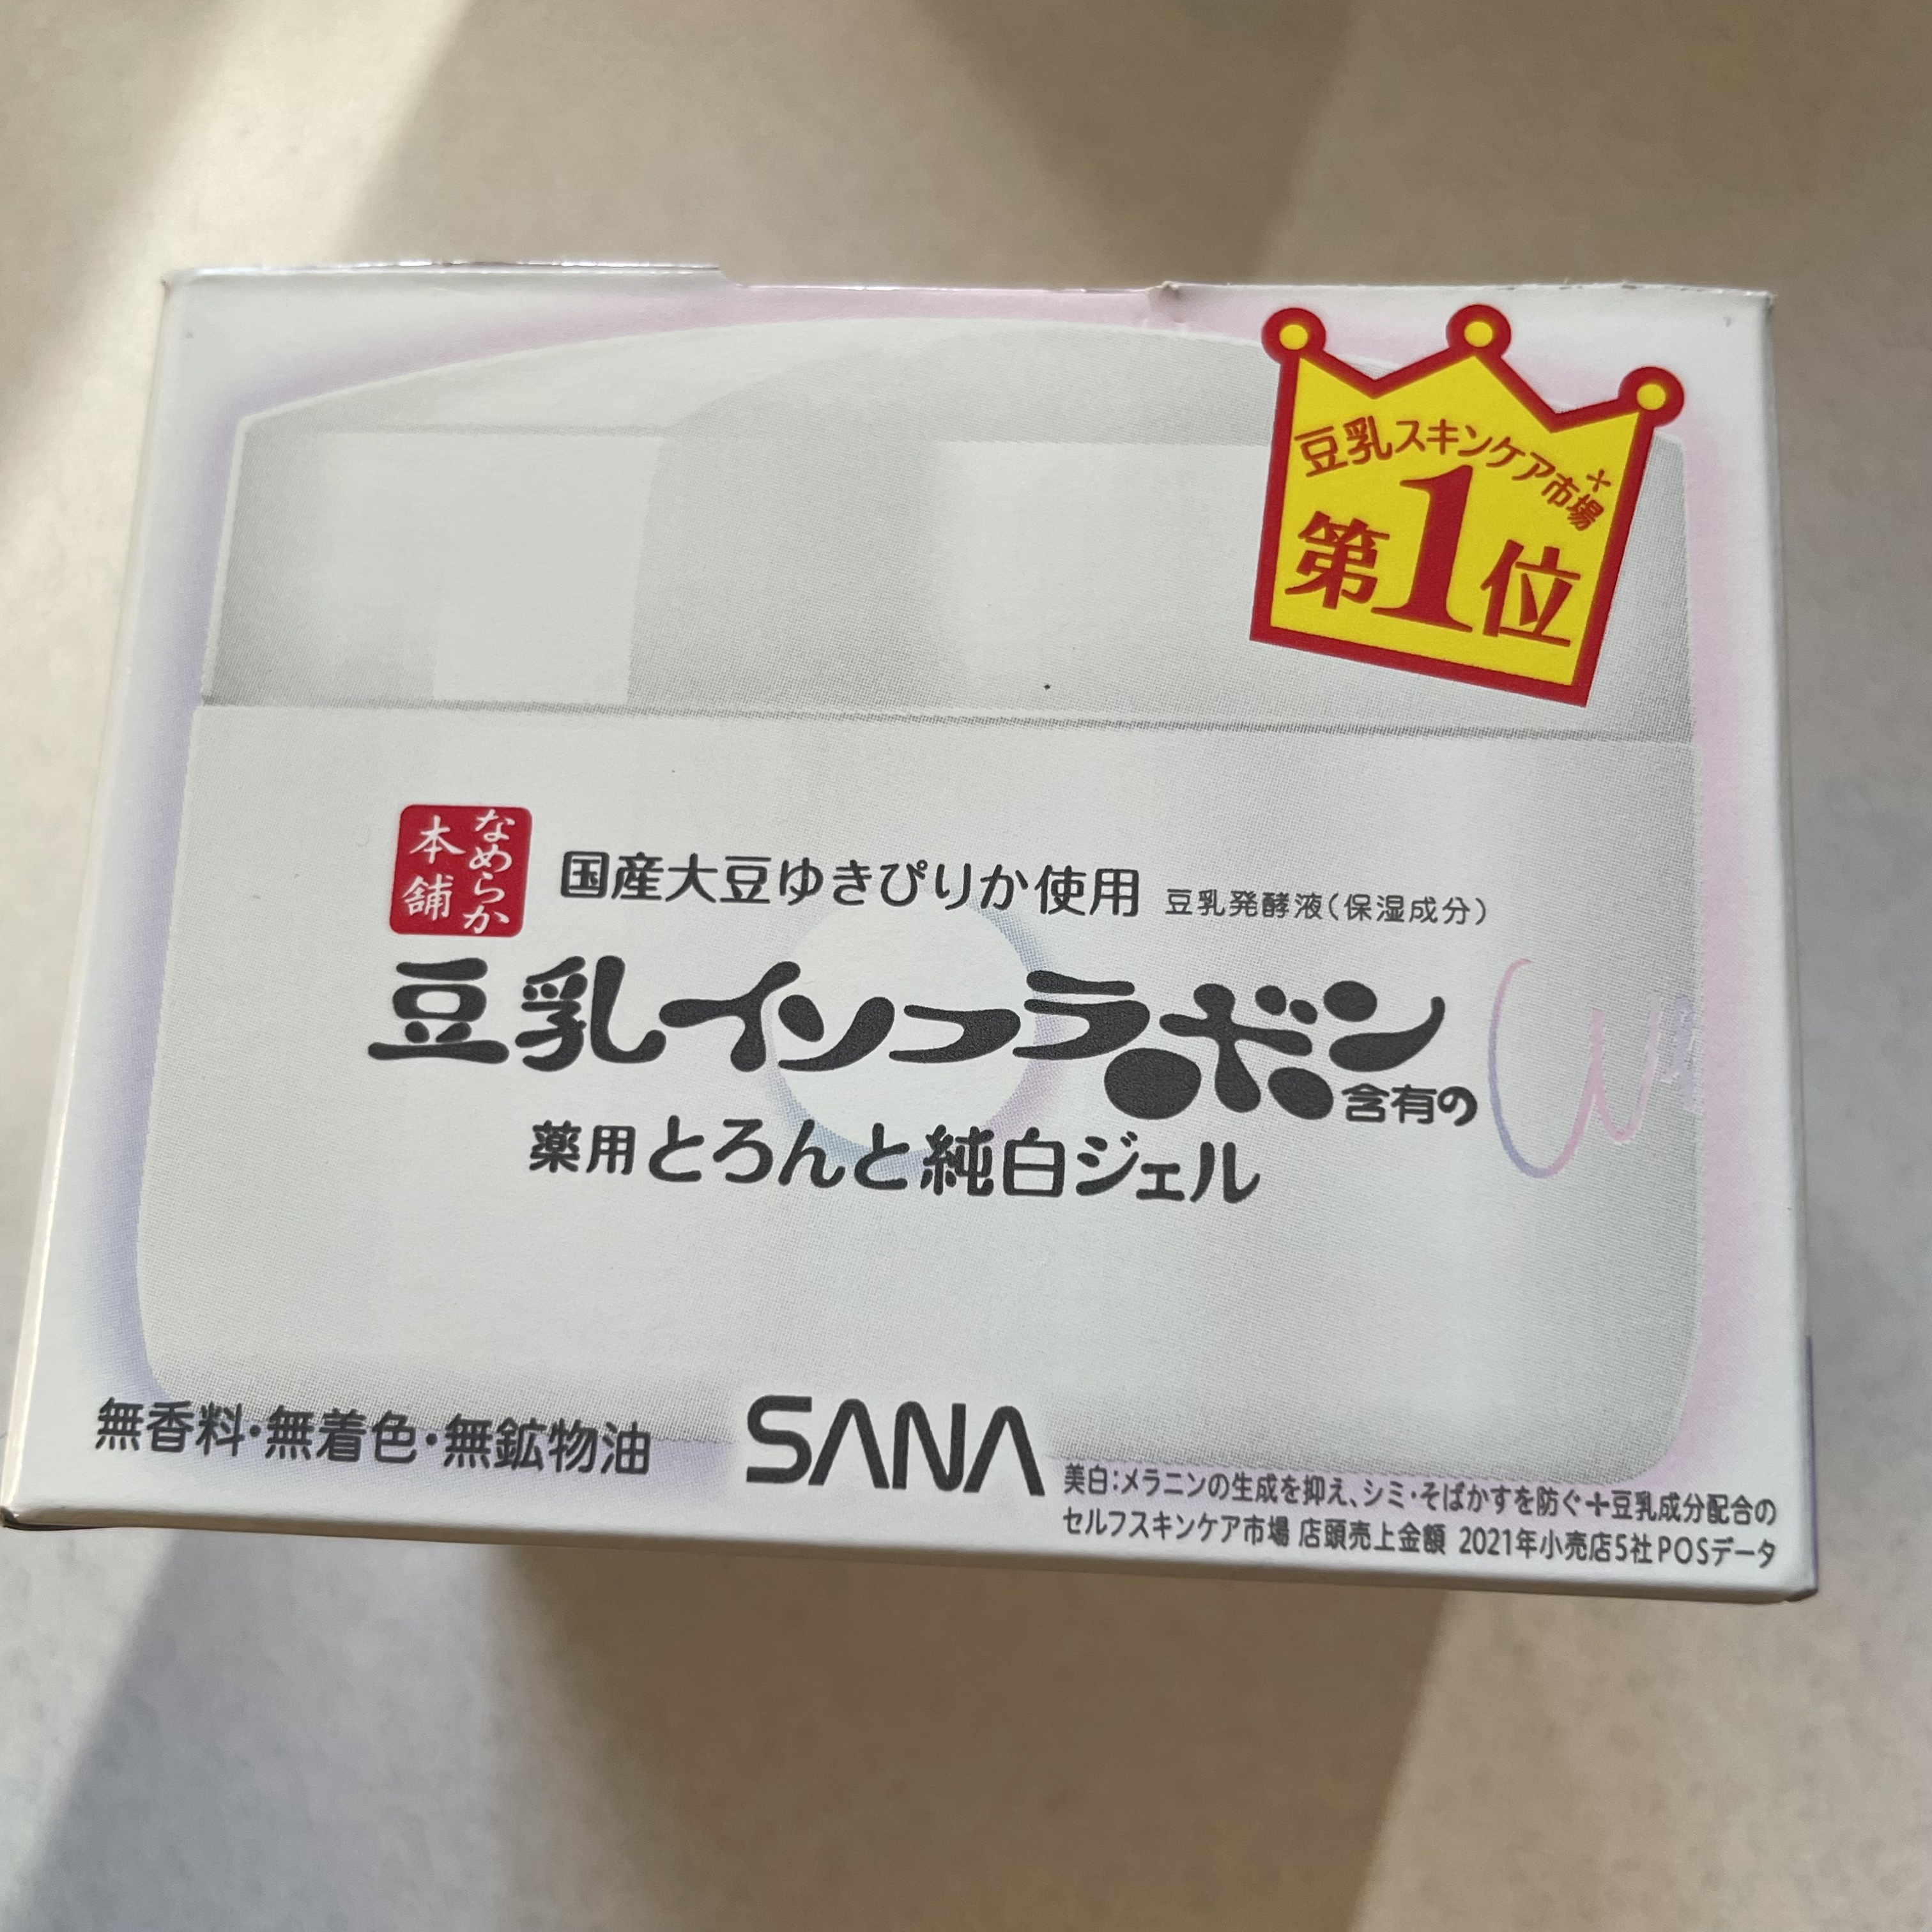 豆乳スキンケア市場+
第1位
なめらか
本舗
国産大豆ゆきぴりか使用 豆乳発酵液(保湿成分)
豆乳イソフラボン含有の
薬用とろんと純白ジェル
無香料・無着色・無鉱物油
SANA
美白:メラニンの生成を抑え、シミ・そばかすを防ぐ+豆乳成分配合の
セルフスキンケア市場 店頭売上金額 2021年小売店5社POSデータ